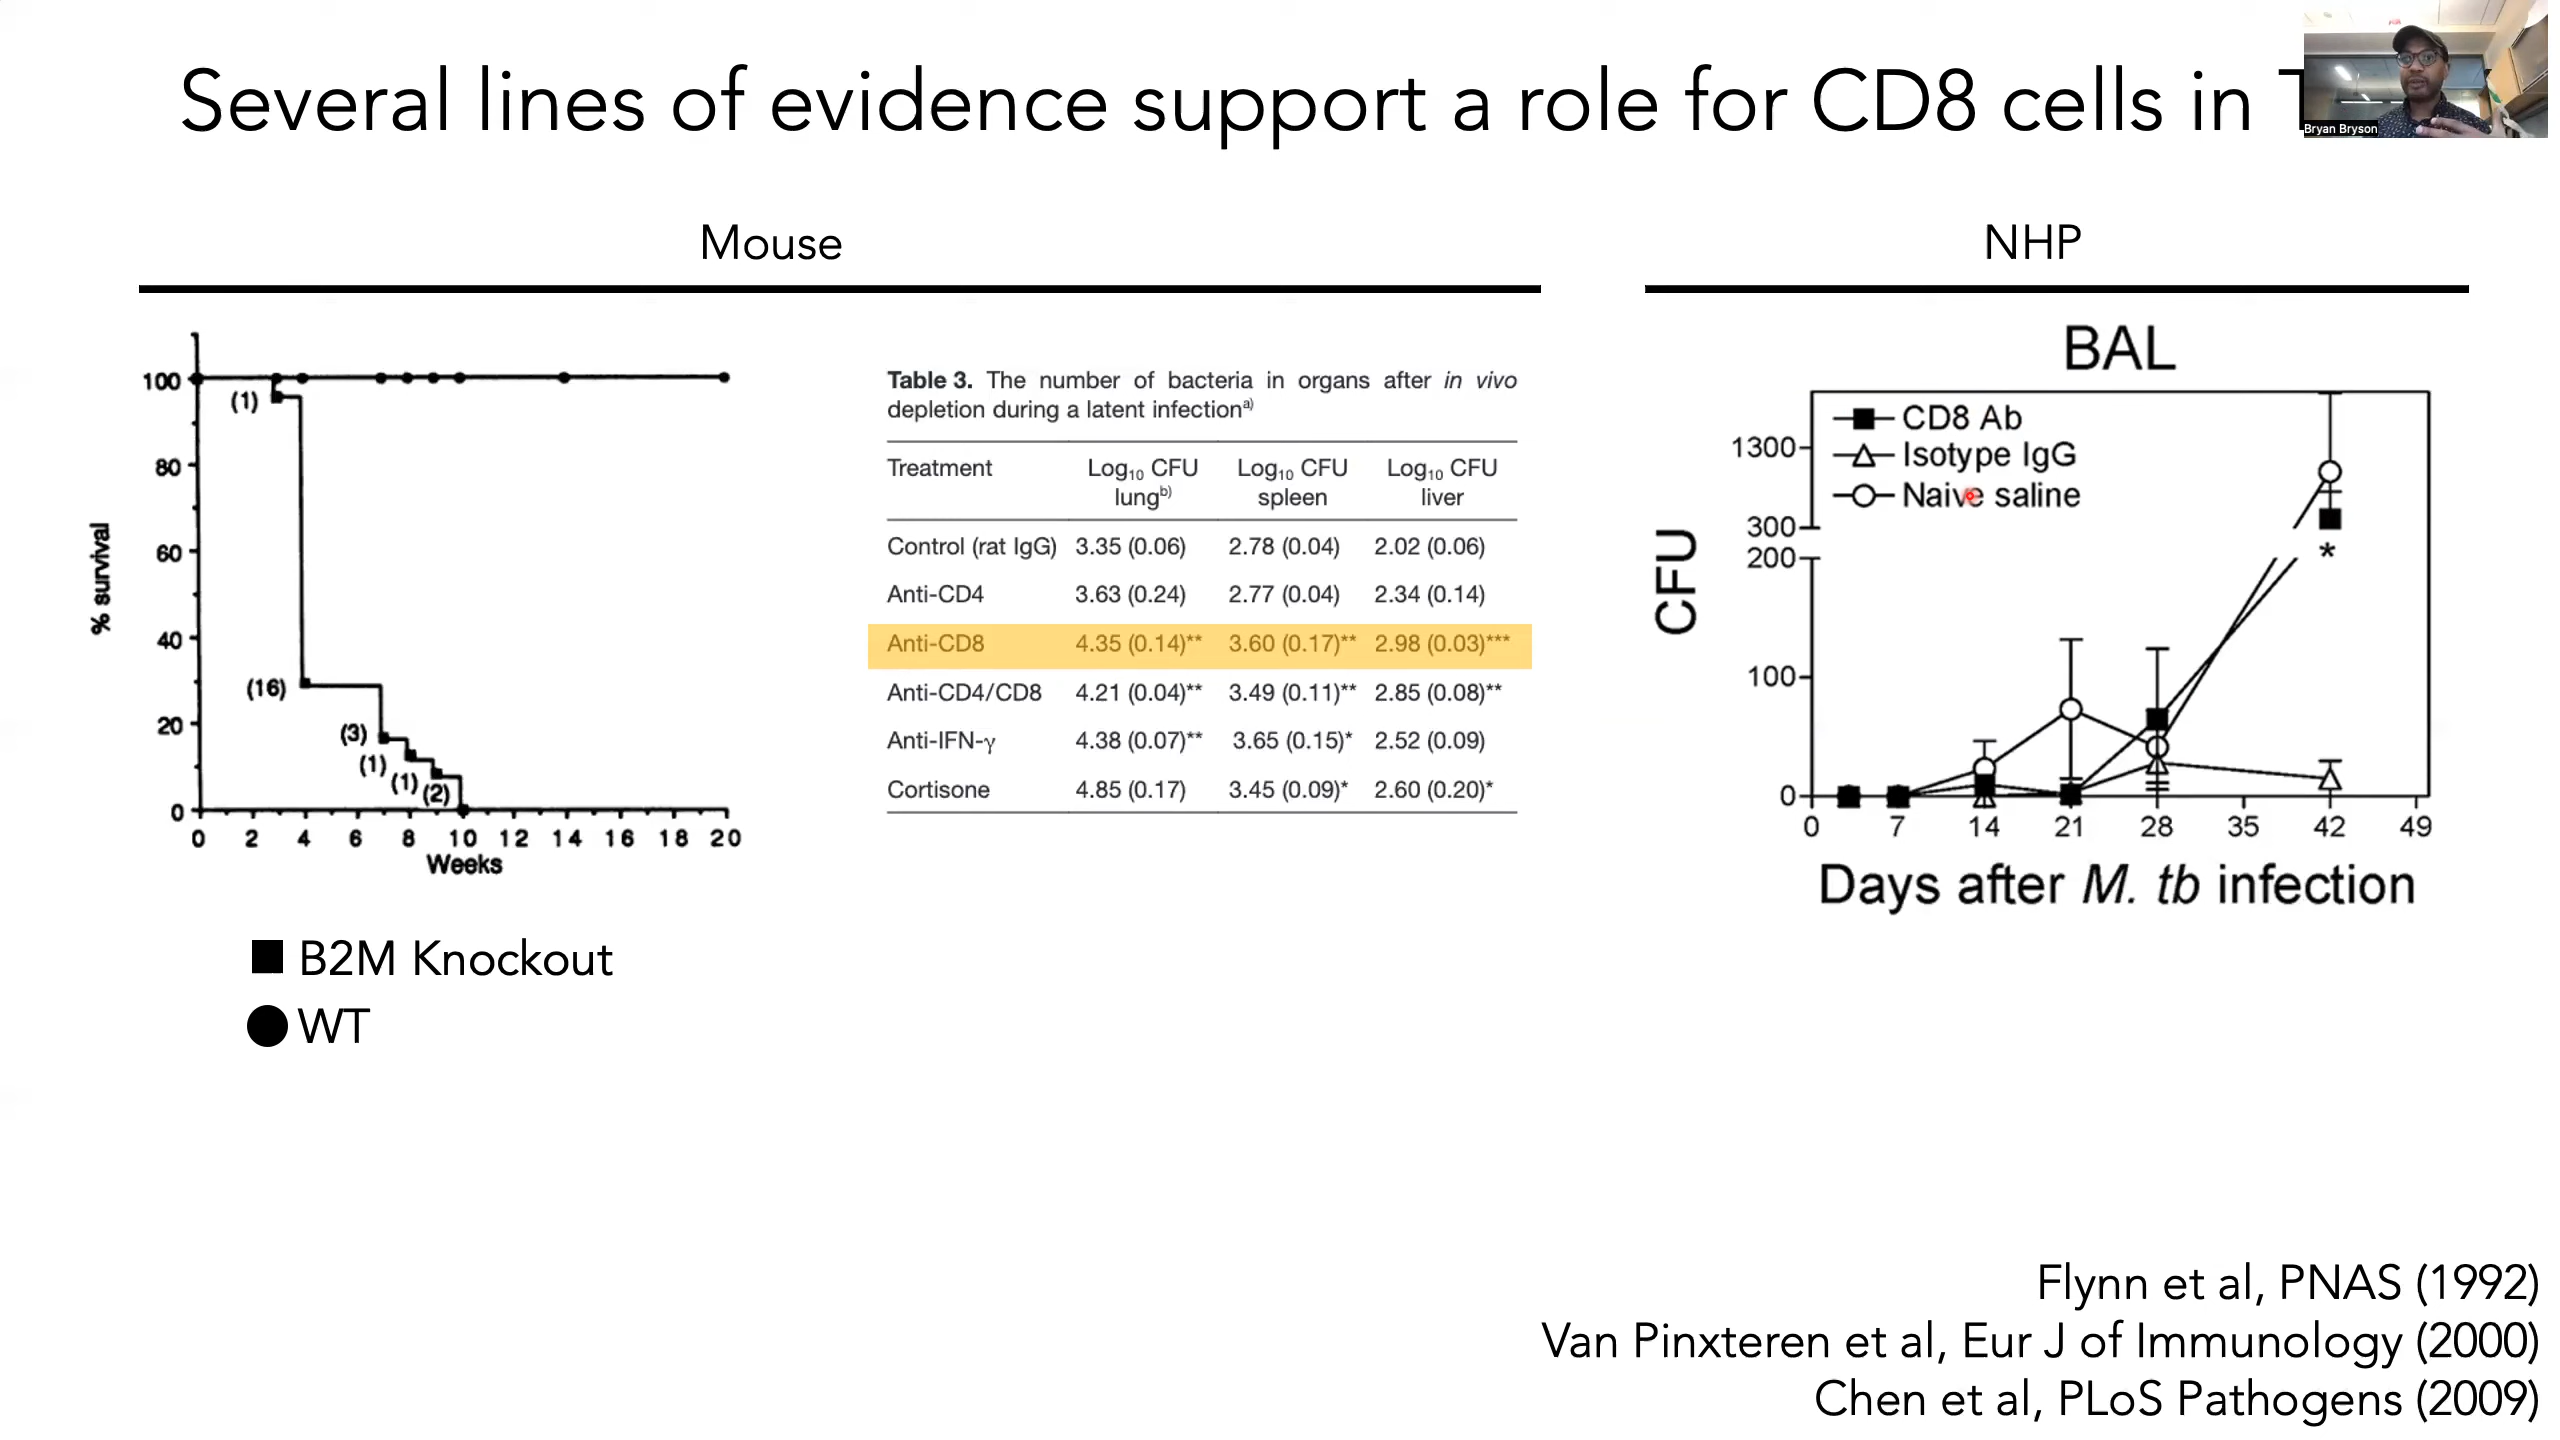 Several lines of evidence support a role for CD8 cells in T
Bryan Bryson
Mouse
100
80
60
40
20
0
% survival
(1)
(16)
(3)
(1)
(1)
(2)
0 2 4 6 8 10 12 14 16 18 20
Weeks
B2M Knockout
WT
Table 3. The number of bacteria in organs after in vivo
depletion during a latent infection a)
Treatment Log10 CFU lung b) Log10 CFU spleen Log10 CFU liver
Control (rat IgG) 3.35 (0.06) 2.78 (0.04) 2.02 (0.06)
Anti-CD4 3.63 (0.24) 2.77 (0.04) 2.34 (0.14)
Anti-CD8 4.35 (0.14)** 3.60 (0.17)** 2.98 (0.03)***
Anti-CD4/CD8 4.21 (0.04)** 3.49 (0.11)** 2.85 (0.08)**
Anti-IFN-γ 4.38 (0.07)** 3.65 (0.15)* 2.52 (0.09)
Cortisone 4.85 (0.17) 3.45 (0.09)* 2.60 (0.20)*
NHP
BAL
CD8 Ab
Isotype IgG
Naive saline
1300
300
200
100
0
CFU
*
0 7 14 21 28 35 42 49
Days after M. tb infection
Flynn et al, PNAS (1992)
Van Pinxteren et al, Eur J of Immunology (2000)
Chen et al, PLoS Pathogens (2009)